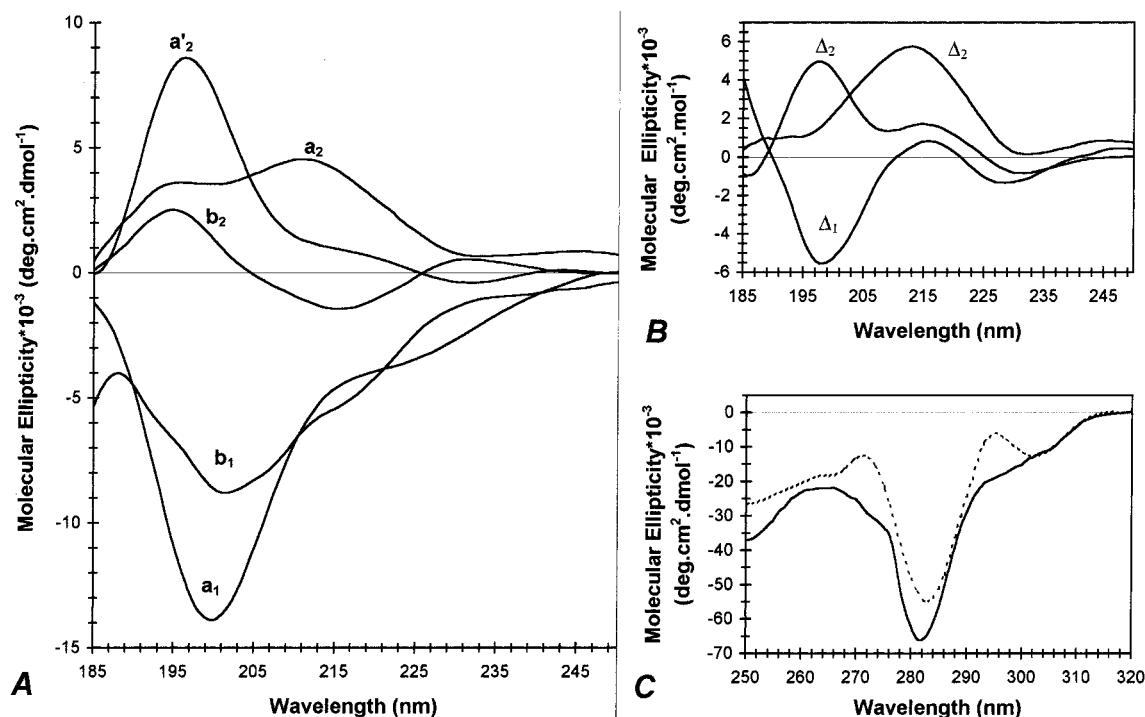 Molecular Ellipticity*10⁻³ (deg.cm².dmol⁻¹)
10
5
0
-5
-10
-15
a'₂
a₂
b₂
b₁
a₁
185 195 205 215 225 235 245
Wavelength (nm)
A
Molecular Ellipticity*10⁻³
(deg.cm².mol⁻¹)
6
4
2
0
-2
-4
-6
Δ₂
Δ₂
Δ₁
185 195 205 215 225 235 245
Wavelength (nm)
B
Molecular Ellipticity*10⁻³
(deg.cm².dmol⁻¹)
0
-10
-20
-30
-40
-50
-60
-70
250 260 270 280 290 300 310 320
Wavelength (nm)
C